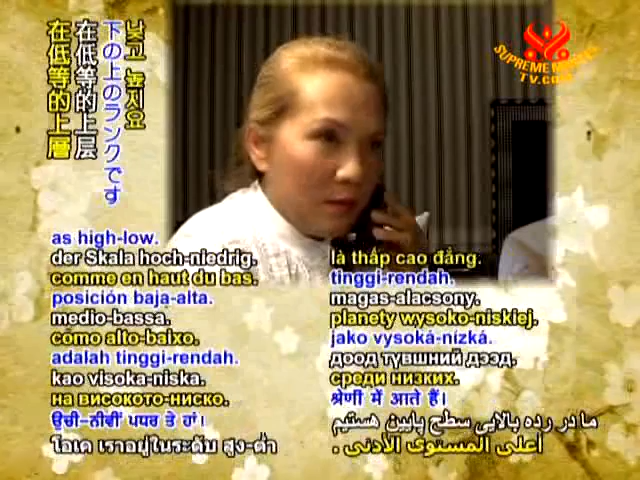 낮고 높지요
下の上のランクです
在低等的上层
在低等的上層
SUPREME MASTER
TV.com
as high-low.
der Skala hoch-niedrig.
comme en haut du bas.
posición baja-alta.
medio-bassa.
como alto-baixo.
adalah tinggi-rendah.
kao visoka-niska.
на високото-ниско.
ਉਚੀ-ਨੀਵੀਂ ਪਧਰ ਤੇ ਹਾਂ।
โอเค เราอยู่ในระดับ สูง-ต่ำ
là thấp cao đẳng.
tinggi-rendah.
magas-alacsony.
planety wysoko-niskiej.
jako vysoká-nízká.
доод түвшний дээд.
среди низких.
श्रेणीं में आते हैं।
ما در رده بالایی سطح پایین هستیم
أعلى المستوى الأدنى .